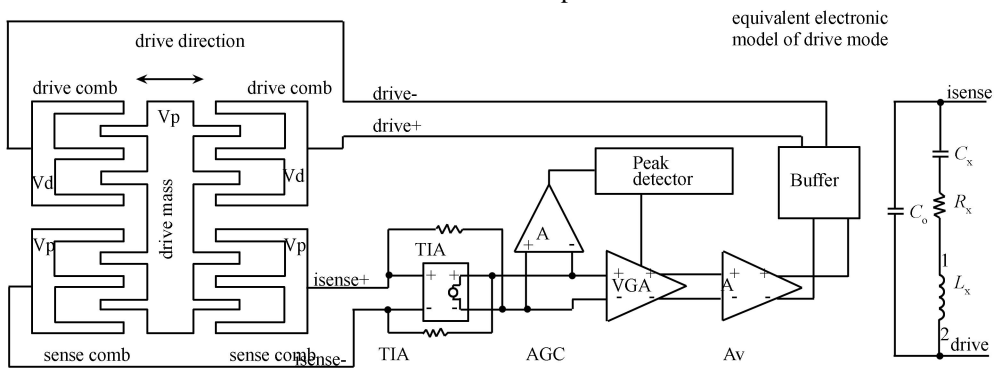 equivalent electronic
model of drive mode
drive direction
drive comb
drive comb
drive-
isense
Vp
drive+
Vd
Vd
drive mass
Peak
detector
Buffer
Cx
Rx
Co
A
+ -
TIA
Vp
Vp
isense+
+ +
- -
+ +
VGA
- -
+ +
A
- -
1
Lx
2
drive
sense comb
sense comb
isense-
TIA
AGC
Av